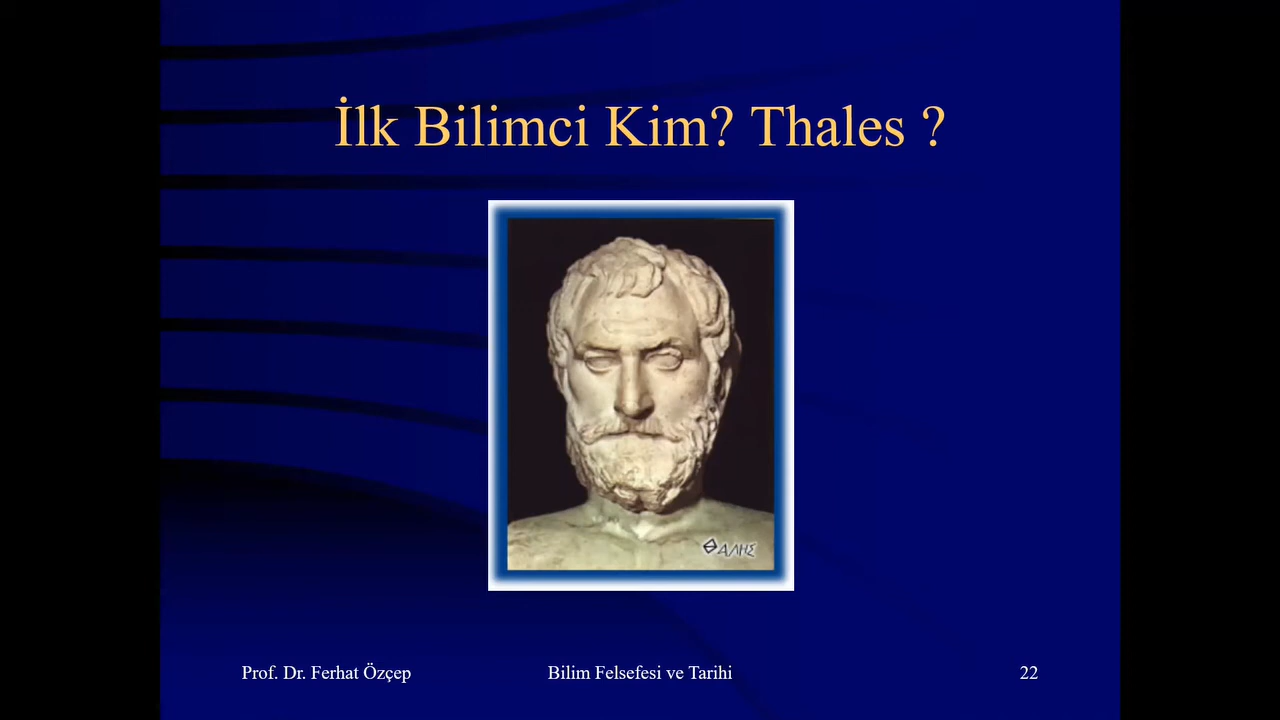 İlk Bilimci Kim? Thales ?
ΘΑΛΗΣ
Prof. Dr. Ferhat Özçep
Bilim Felsefesi ve Tarihi
22